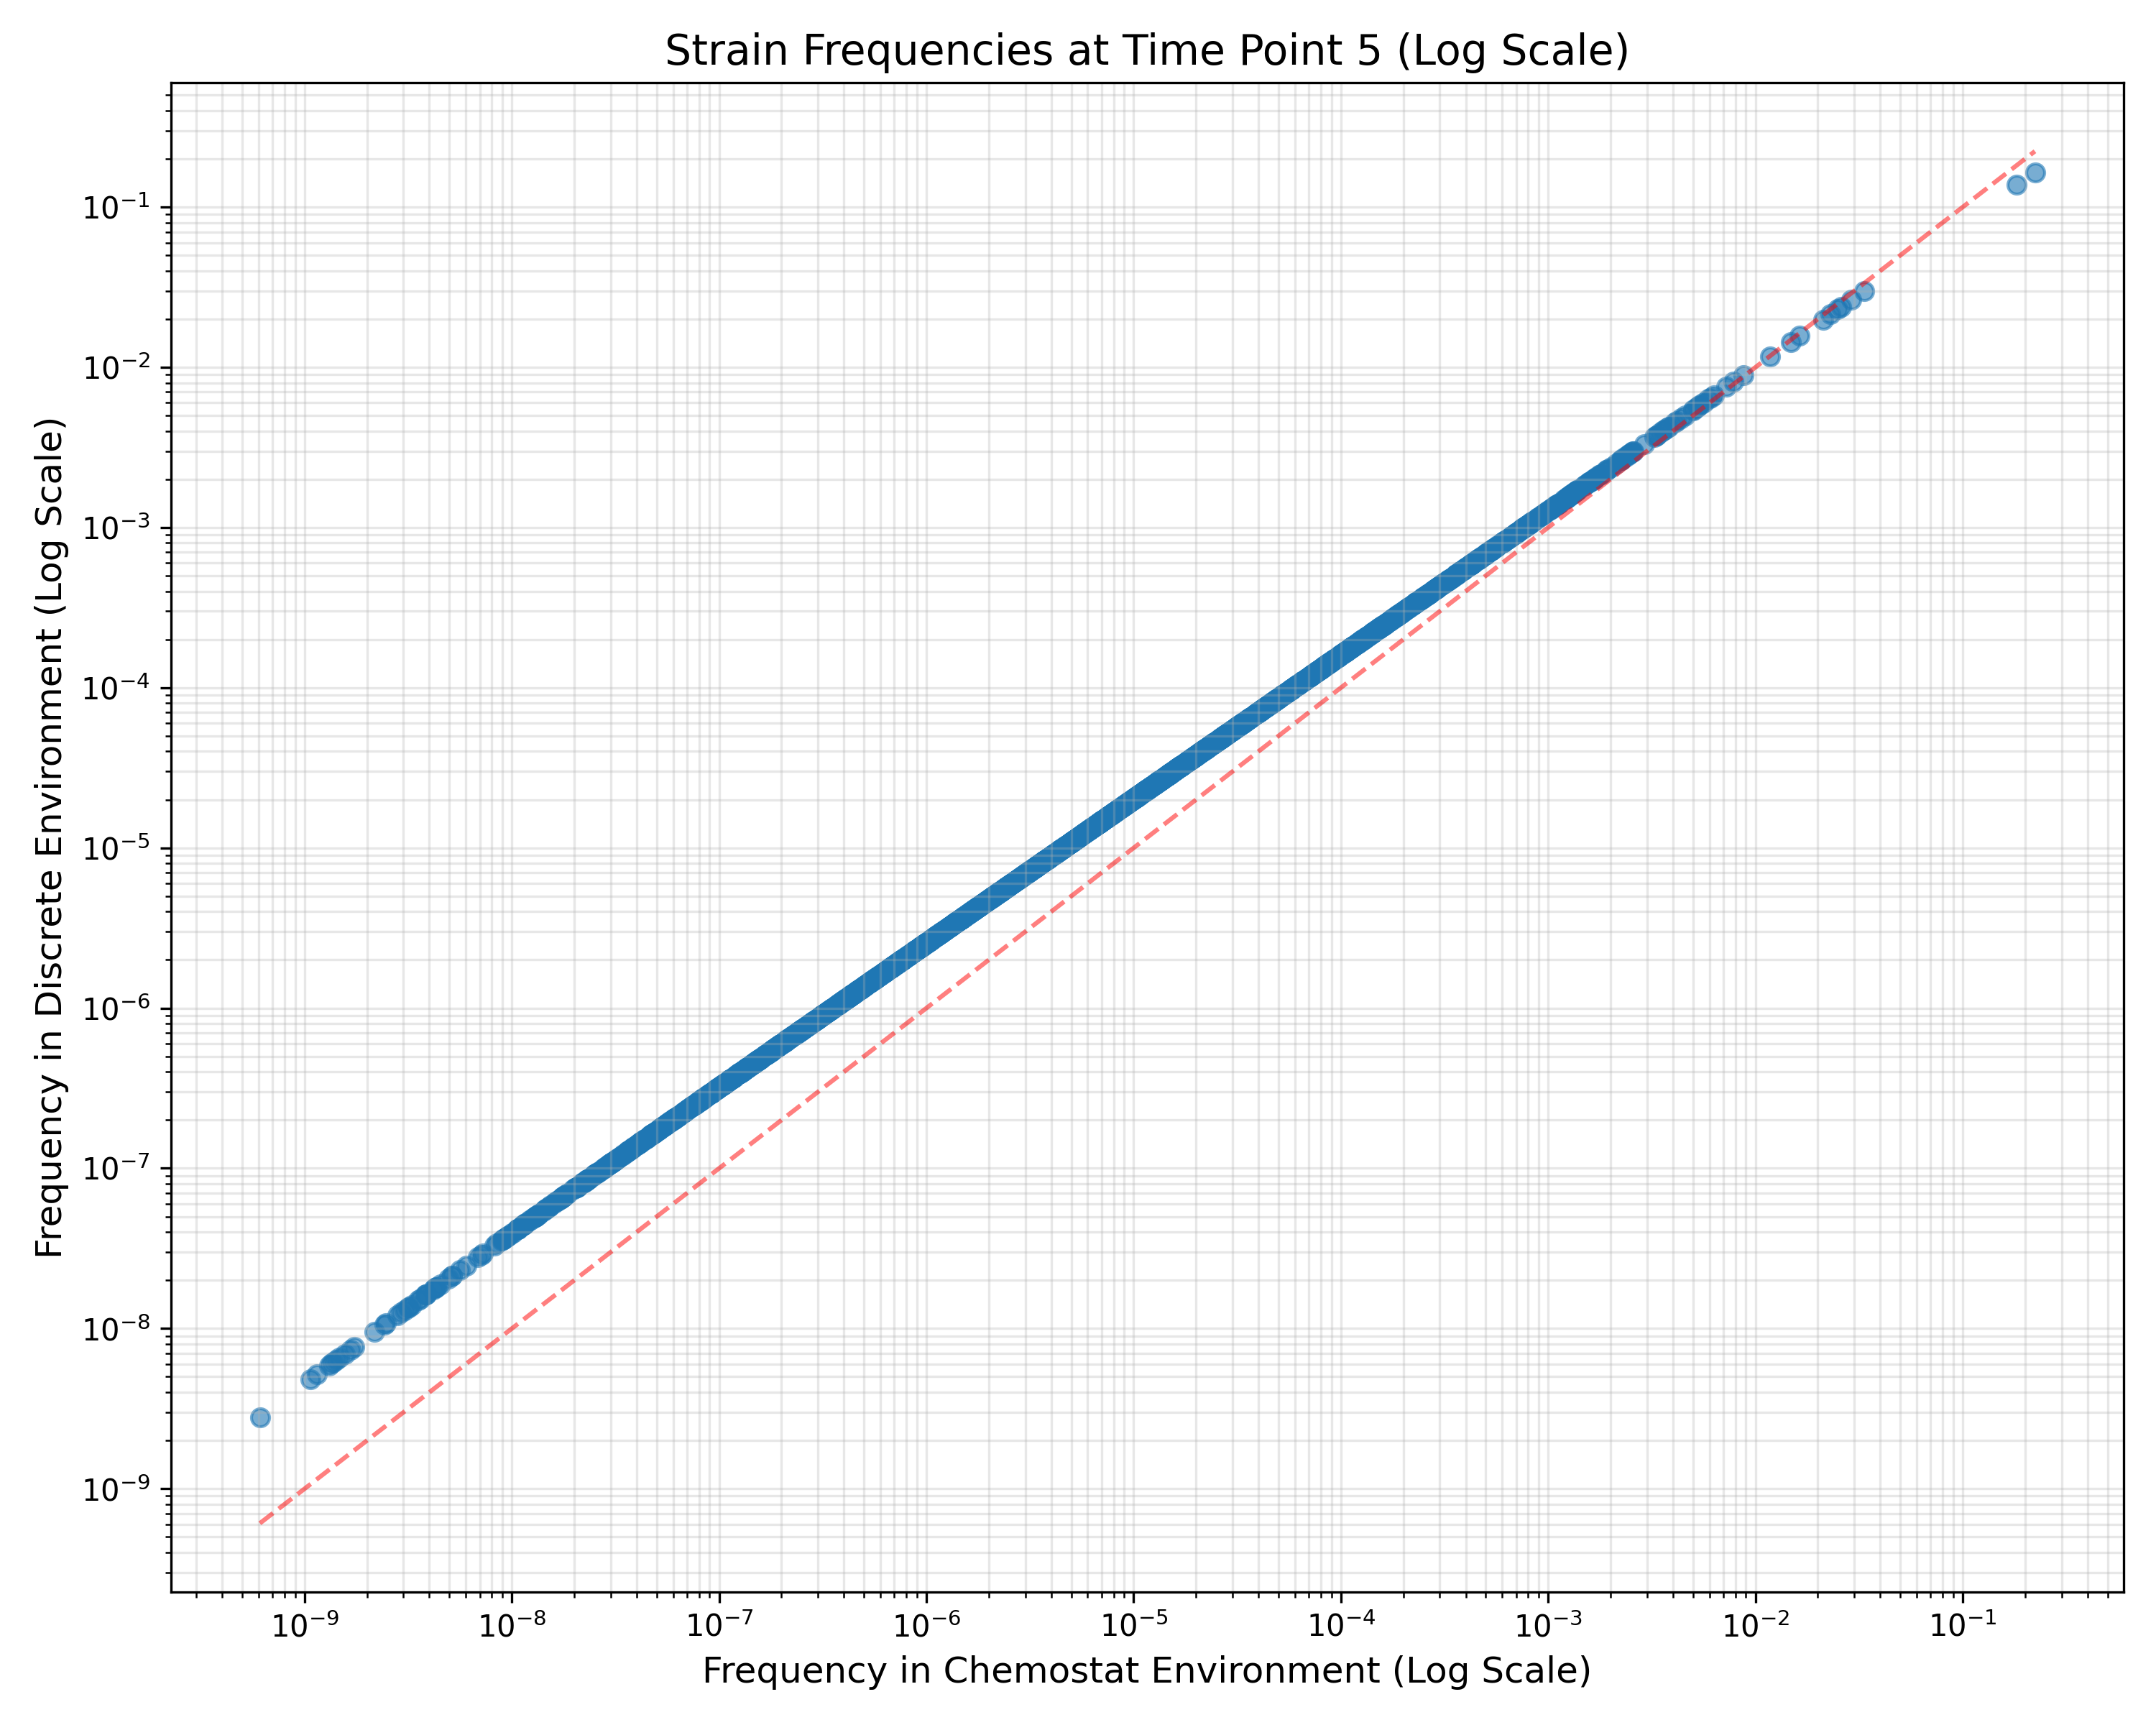 Strain Frequencies at Time Point 5 (Log Scale)
Frequency in Discrete Environment (Log Scale)
10⁻¹
10⁻²
10⁻³
10⁻⁴
10⁻⁵
10⁻⁶
10⁻⁷
10⁻⁸
10⁻⁹
10⁻⁹ 10⁻⁸ 10⁻⁷ 10⁻⁶ 10⁻⁵ 10⁻⁴ 10⁻³ 10⁻² 10⁻¹
Frequency in Chemostat Environment (Log Scale)